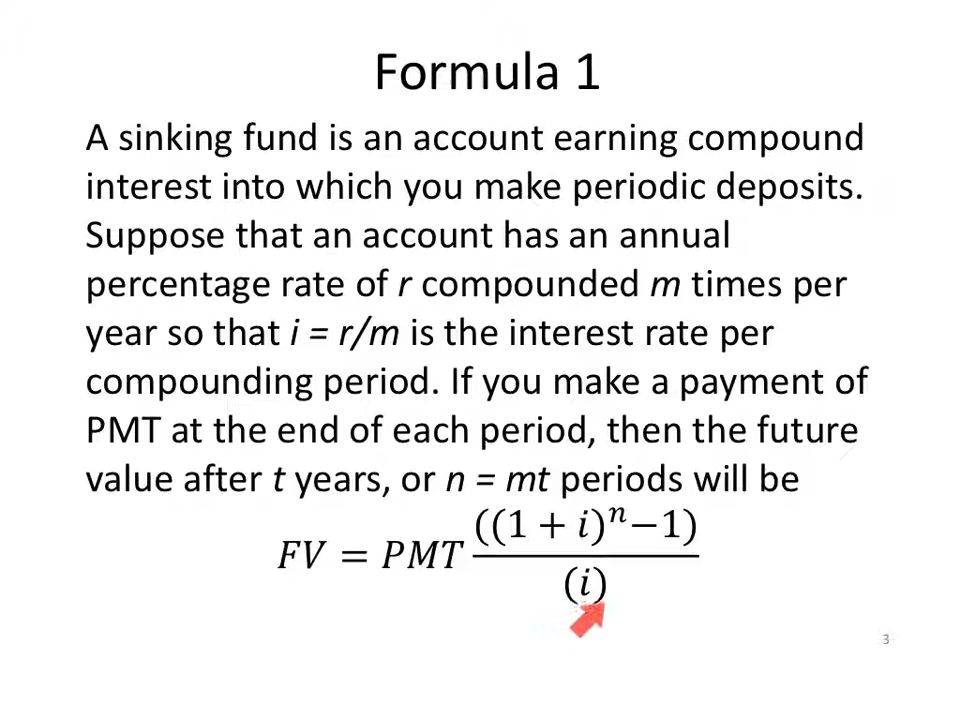 Formula 1
A sinking fund is an account earning compound
interest into which you make periodic deposits.
Suppose that an account has an annual
percentage rate of r compounded m times per
year so that i = r/m is the interest rate per
compounding period. If you make a payment of
PMT at the end of each period, then the future
value after t years, or n = mt periods will be
FV = PMT ((1 + i)^n −1) / (i)
3